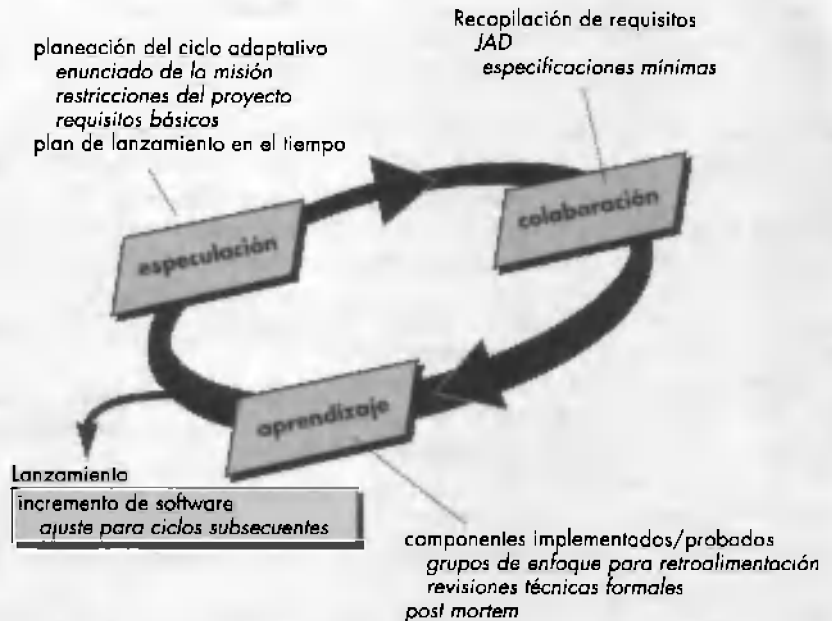 planeación del ciclo adaptativo
enunciado de la misión
restricciones del proyecto
requisitos básicos
plan de lanzamiento en el tiempo
Recopilación de requisitos
JAD
especificaciones mínimas
especulación
colaboración
aprendizaje
Lanzamiento
incremento de software
ajuste para ciclos subsecuentes
componentes implementados/probados
grupos de enfoque para retroalimentación
revisiones técnicas formales
post mortem